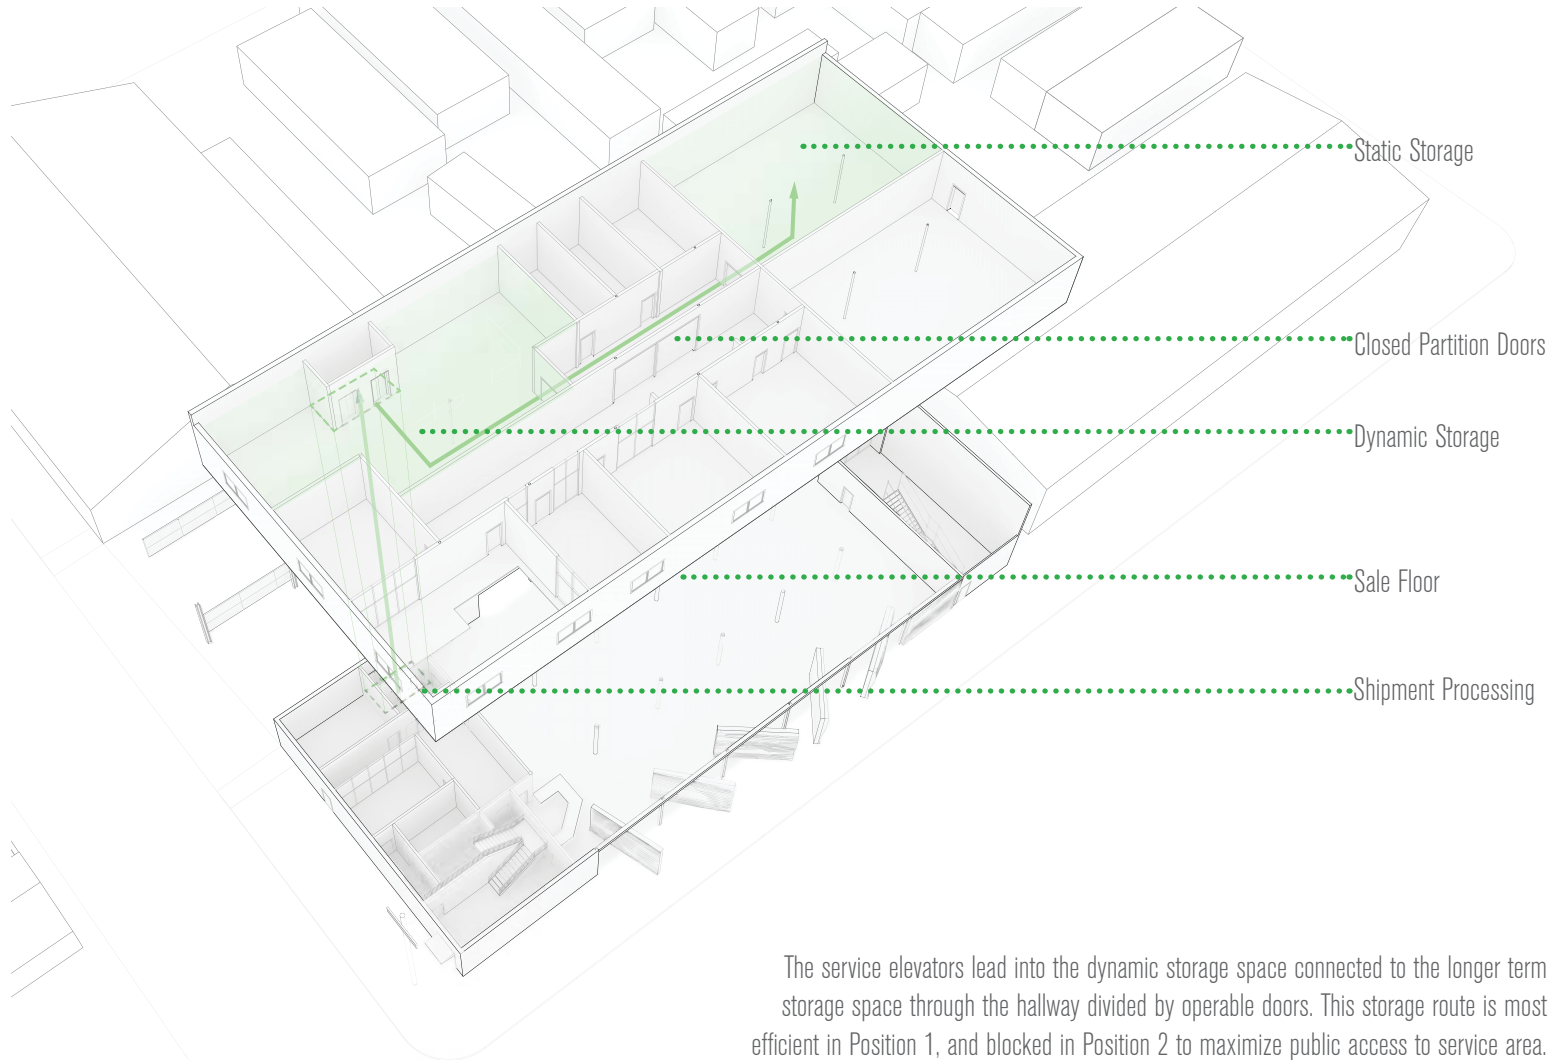 Static Storage
Closed Partition Doors
Dynamic Storage
Sale Floor
Shipment Processing
The service elevators lead into the dynamic storage space connected to the longer term
storage space through the hallway divided by operable doors. This storage route is most
efficient in Position 1, and blocked in Position 2 to maximize public access to service area.